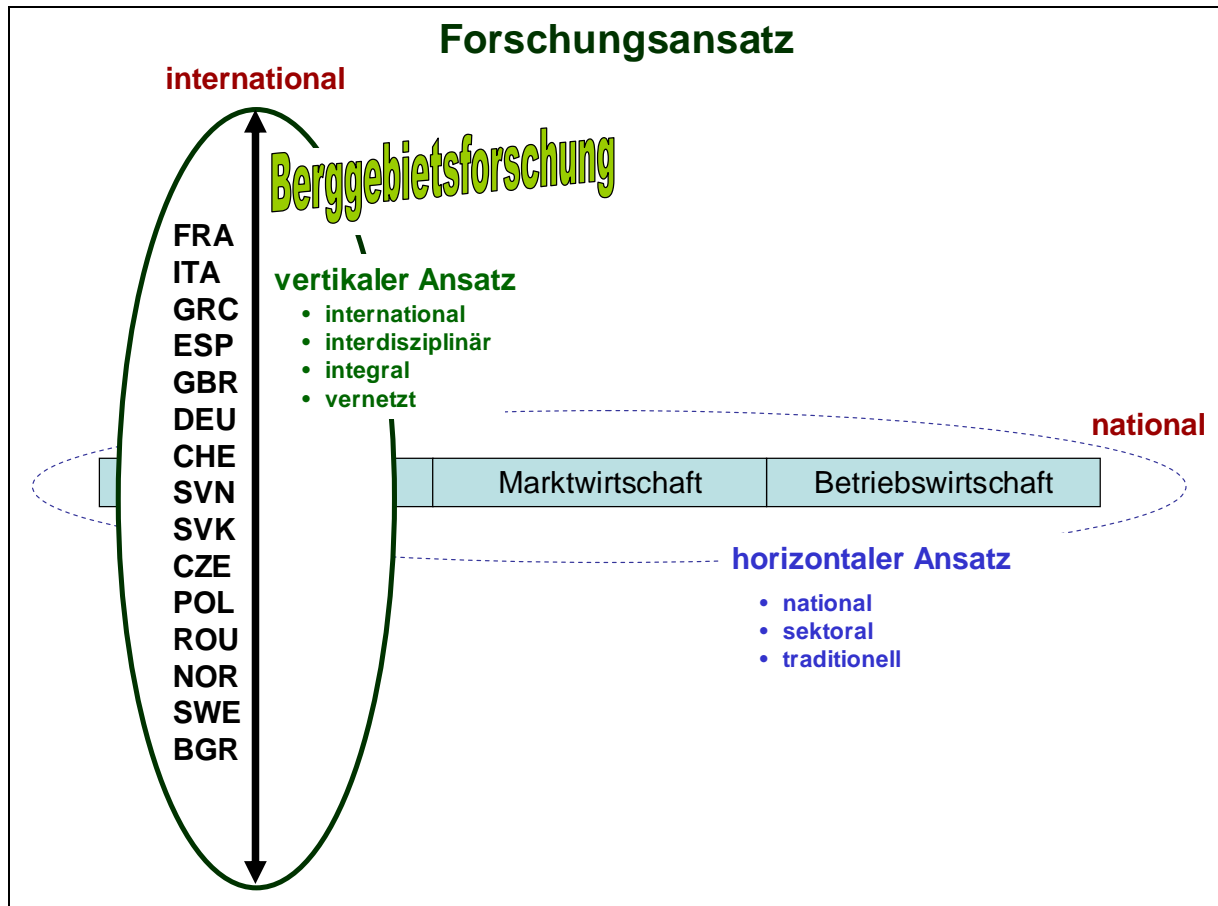 Forschungsansatz
international
Berggebietsforschung
FRA
ITA
GRC
ESP
GBR
DEU
CHE
SVN
SVK
CZE
POL
ROU
NOR
SWE
BGR
vertikaler Ansatz
• international
• interdisziplinär
• integral
• vernetzt
national
Marktwirtschaft
Betriebswirtschaft
horizontaler Ansatz
• national
• sektoral
• traditionell